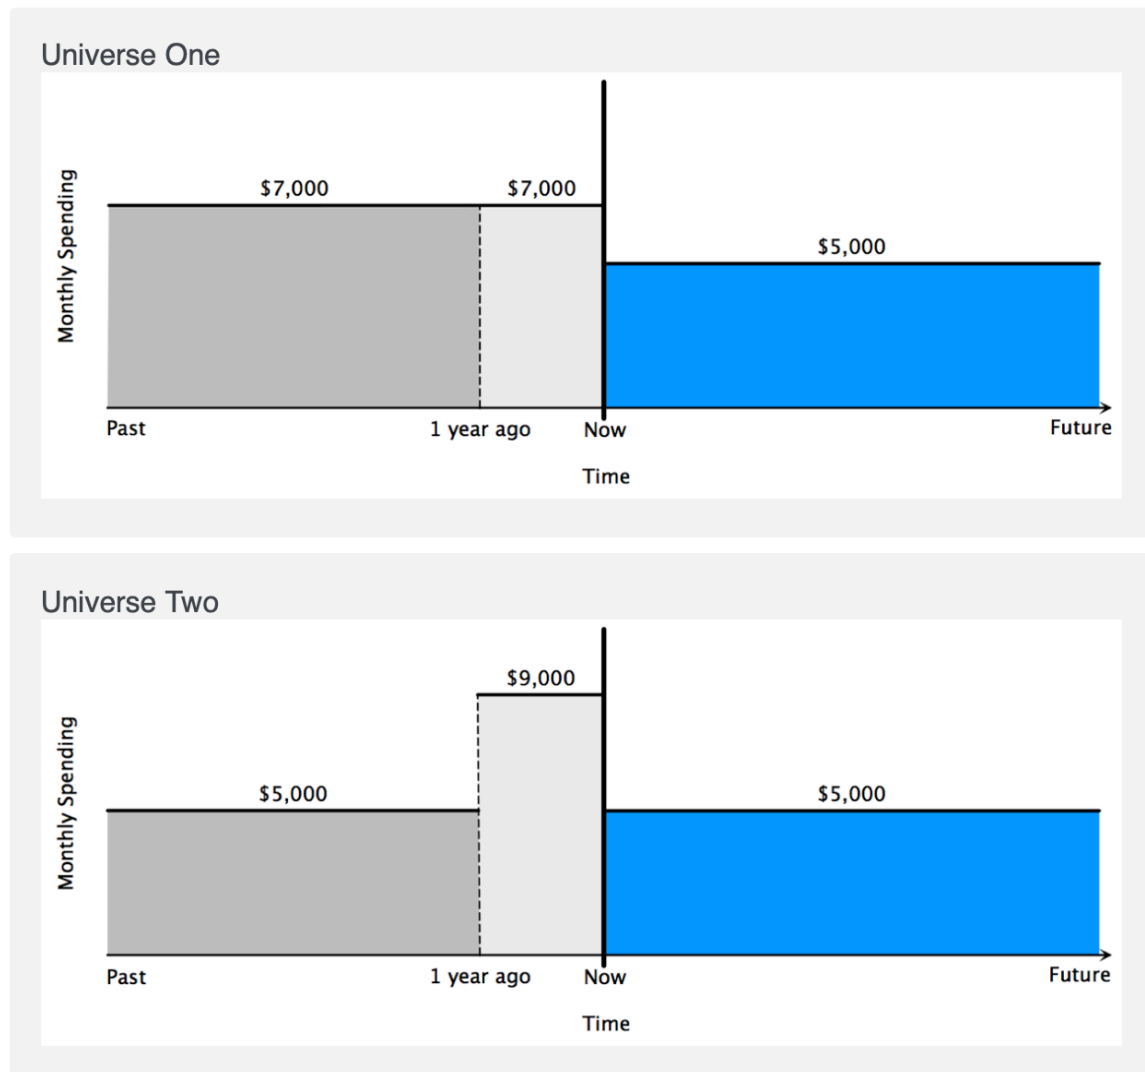 Universe One
$7,000 $7,000
$5,000
Monthly Spending
Past 1 year ago Now Future
Time
Universe Two
$9,000
$5,000 $5,000
Monthly Spending
Past 1 year ago Now Future
Time